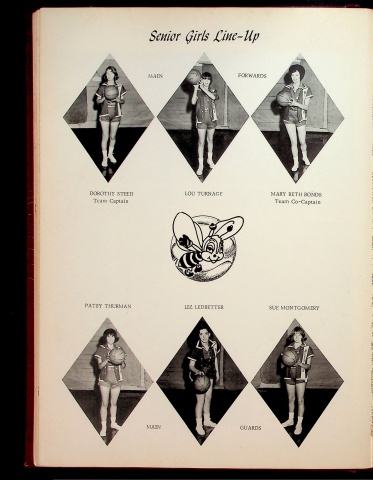 Senior Girls Line-Up
MAIN FORWARDS
DOROTHY STEED LOU TURNAGE MARY BETH BONDS
Team Captain Team Co-Captain
PATSY THURMAN LEE LEDBETTER SUE MONTGOMERY
MAIN GUARDS